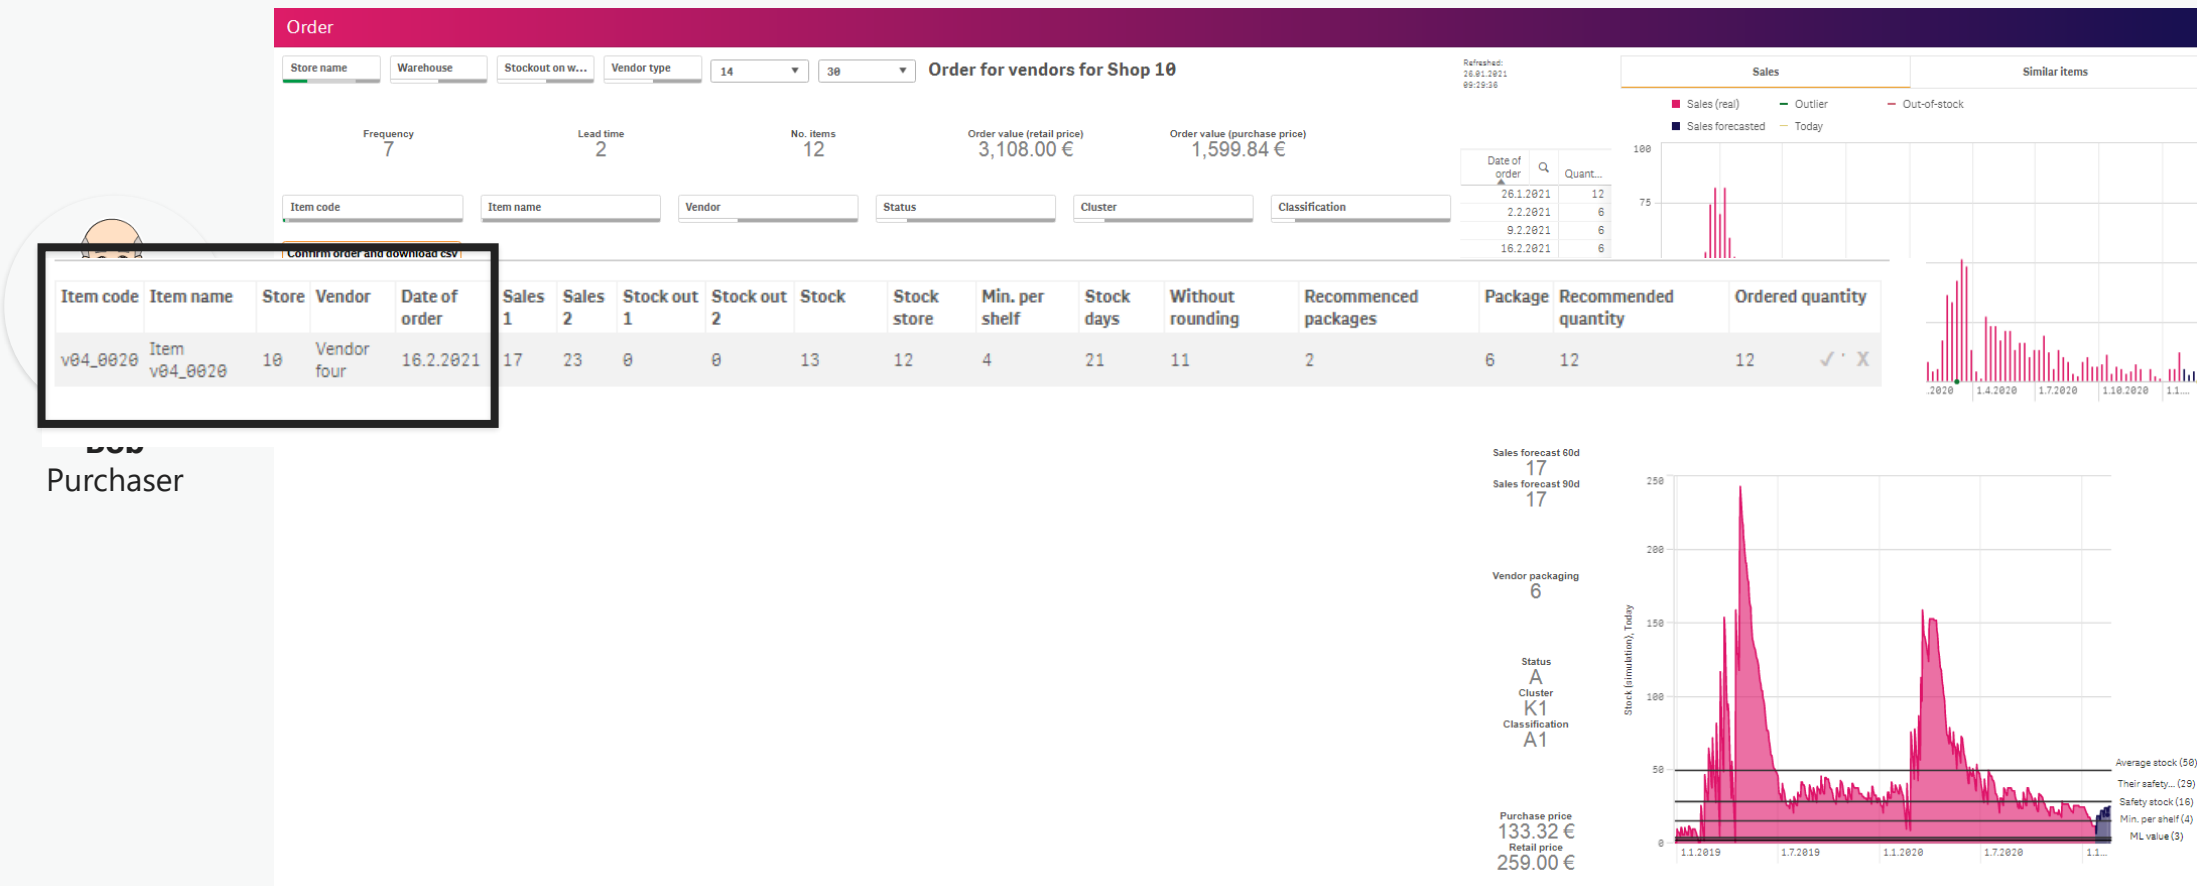 Order
Store name
Warehouse
Stockout on w...
Vendor type
14
30
Order for vendors for Shop 10
Refreshed:
26.01.2021
09:29:36
Sales
Similar items
Sales (real)
Outlier
Out-of-stock
Sales forecasted
Today
Frequency
7
Lead time
2
No. items
12
Order value (retail price)
3,108.00 €
Order value (purchase price)
1,599.84 €
Item code
Item name
Vendor
Status
Cluster
Classification
Date of order
Quant...
26.1.2021 12
2.2.2021 6
9.2.2021 6
16.2.2021 6
100
75
Confirm order and download csv
Item code
Item name
Store
Vendor
Date of order
Sales 1
Sales 2
Stock out 1
Stock out 2
Stock
Stock store
Min. per shelf
Stock days
Without rounding
Recommenced packages
Package
Recommended quantity
Ordered quantity
v04_0020
Item v04_0020
10
Vendor four
16.2.2021
17
23
0
0
13
12
4
21
11
2
6
12
12
X
.2020
1.4.2020
1.7.2020
1.10.2020
1.1....
Bob
Purchaser
Sales forecast 60d
17
Sales forecast 90d
17
Vendor packaging
6
Status
A
Cluster
K1
Classification
A1
Purchase price
133.32 €
Retail price
259.00 €
Stock (simulation), Today
250
200
150
100
50
0
1.1.2019
1.7.2019
1.1.2020
1.7.2020
1.1...
Average stock (50)
Their safety... (29)
Safety stock (16)
Min. per shelf (4)
ML value (3)